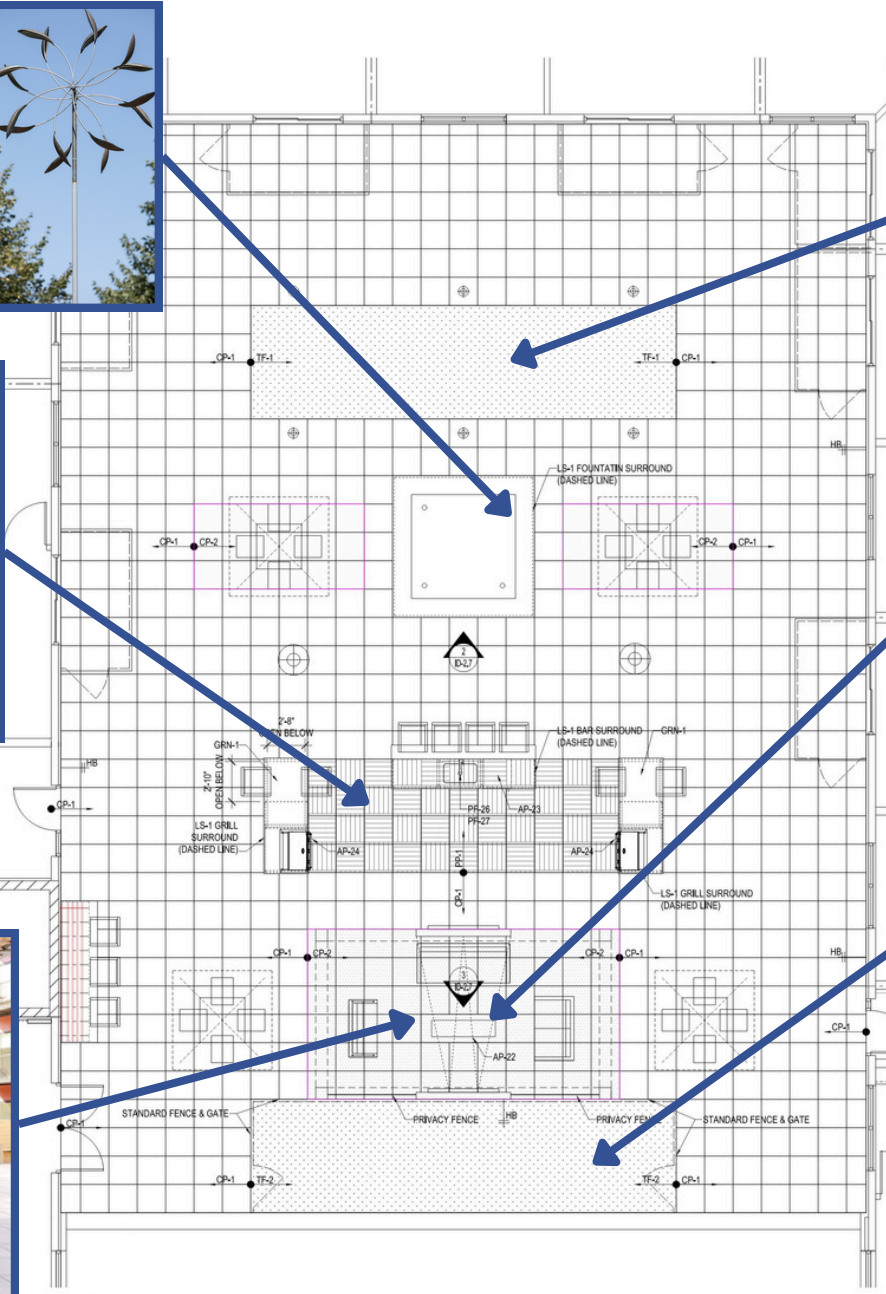 CP-1 TF-1 TF-1 CP-1
HB
LS-1 FOUNTATIN SURROUND
(DASHED LINE)
CP-1 CP-2 CP-2 CP-1
2
ID-2.7
2'-8"
OPEN BELOW
GRN-1
LS-1 BAR SURROUND
(DASHED LINE)
GRN-1
HB
2'-10"
OPEN BELOW
CP-1
PF-26
PF-27
AP-23
LS-1 GRILL
SURROUND
(DASHED LINE)
AP-24
PP-1
AP-24
CP-1
LS-1 GRILL SURROUND
(DASHED LINE)
CP-1 CP-2 CP-2 CP-1
HB
3
ID-2.7
CP-1
AP-22
STANDARD FENCE & GATE
PRIVACY FENCE
HB
PRIVACY FENCE
STANDARD FENCE & GATE
CP-1
CP-1 TF-2 TF-2 CP-1